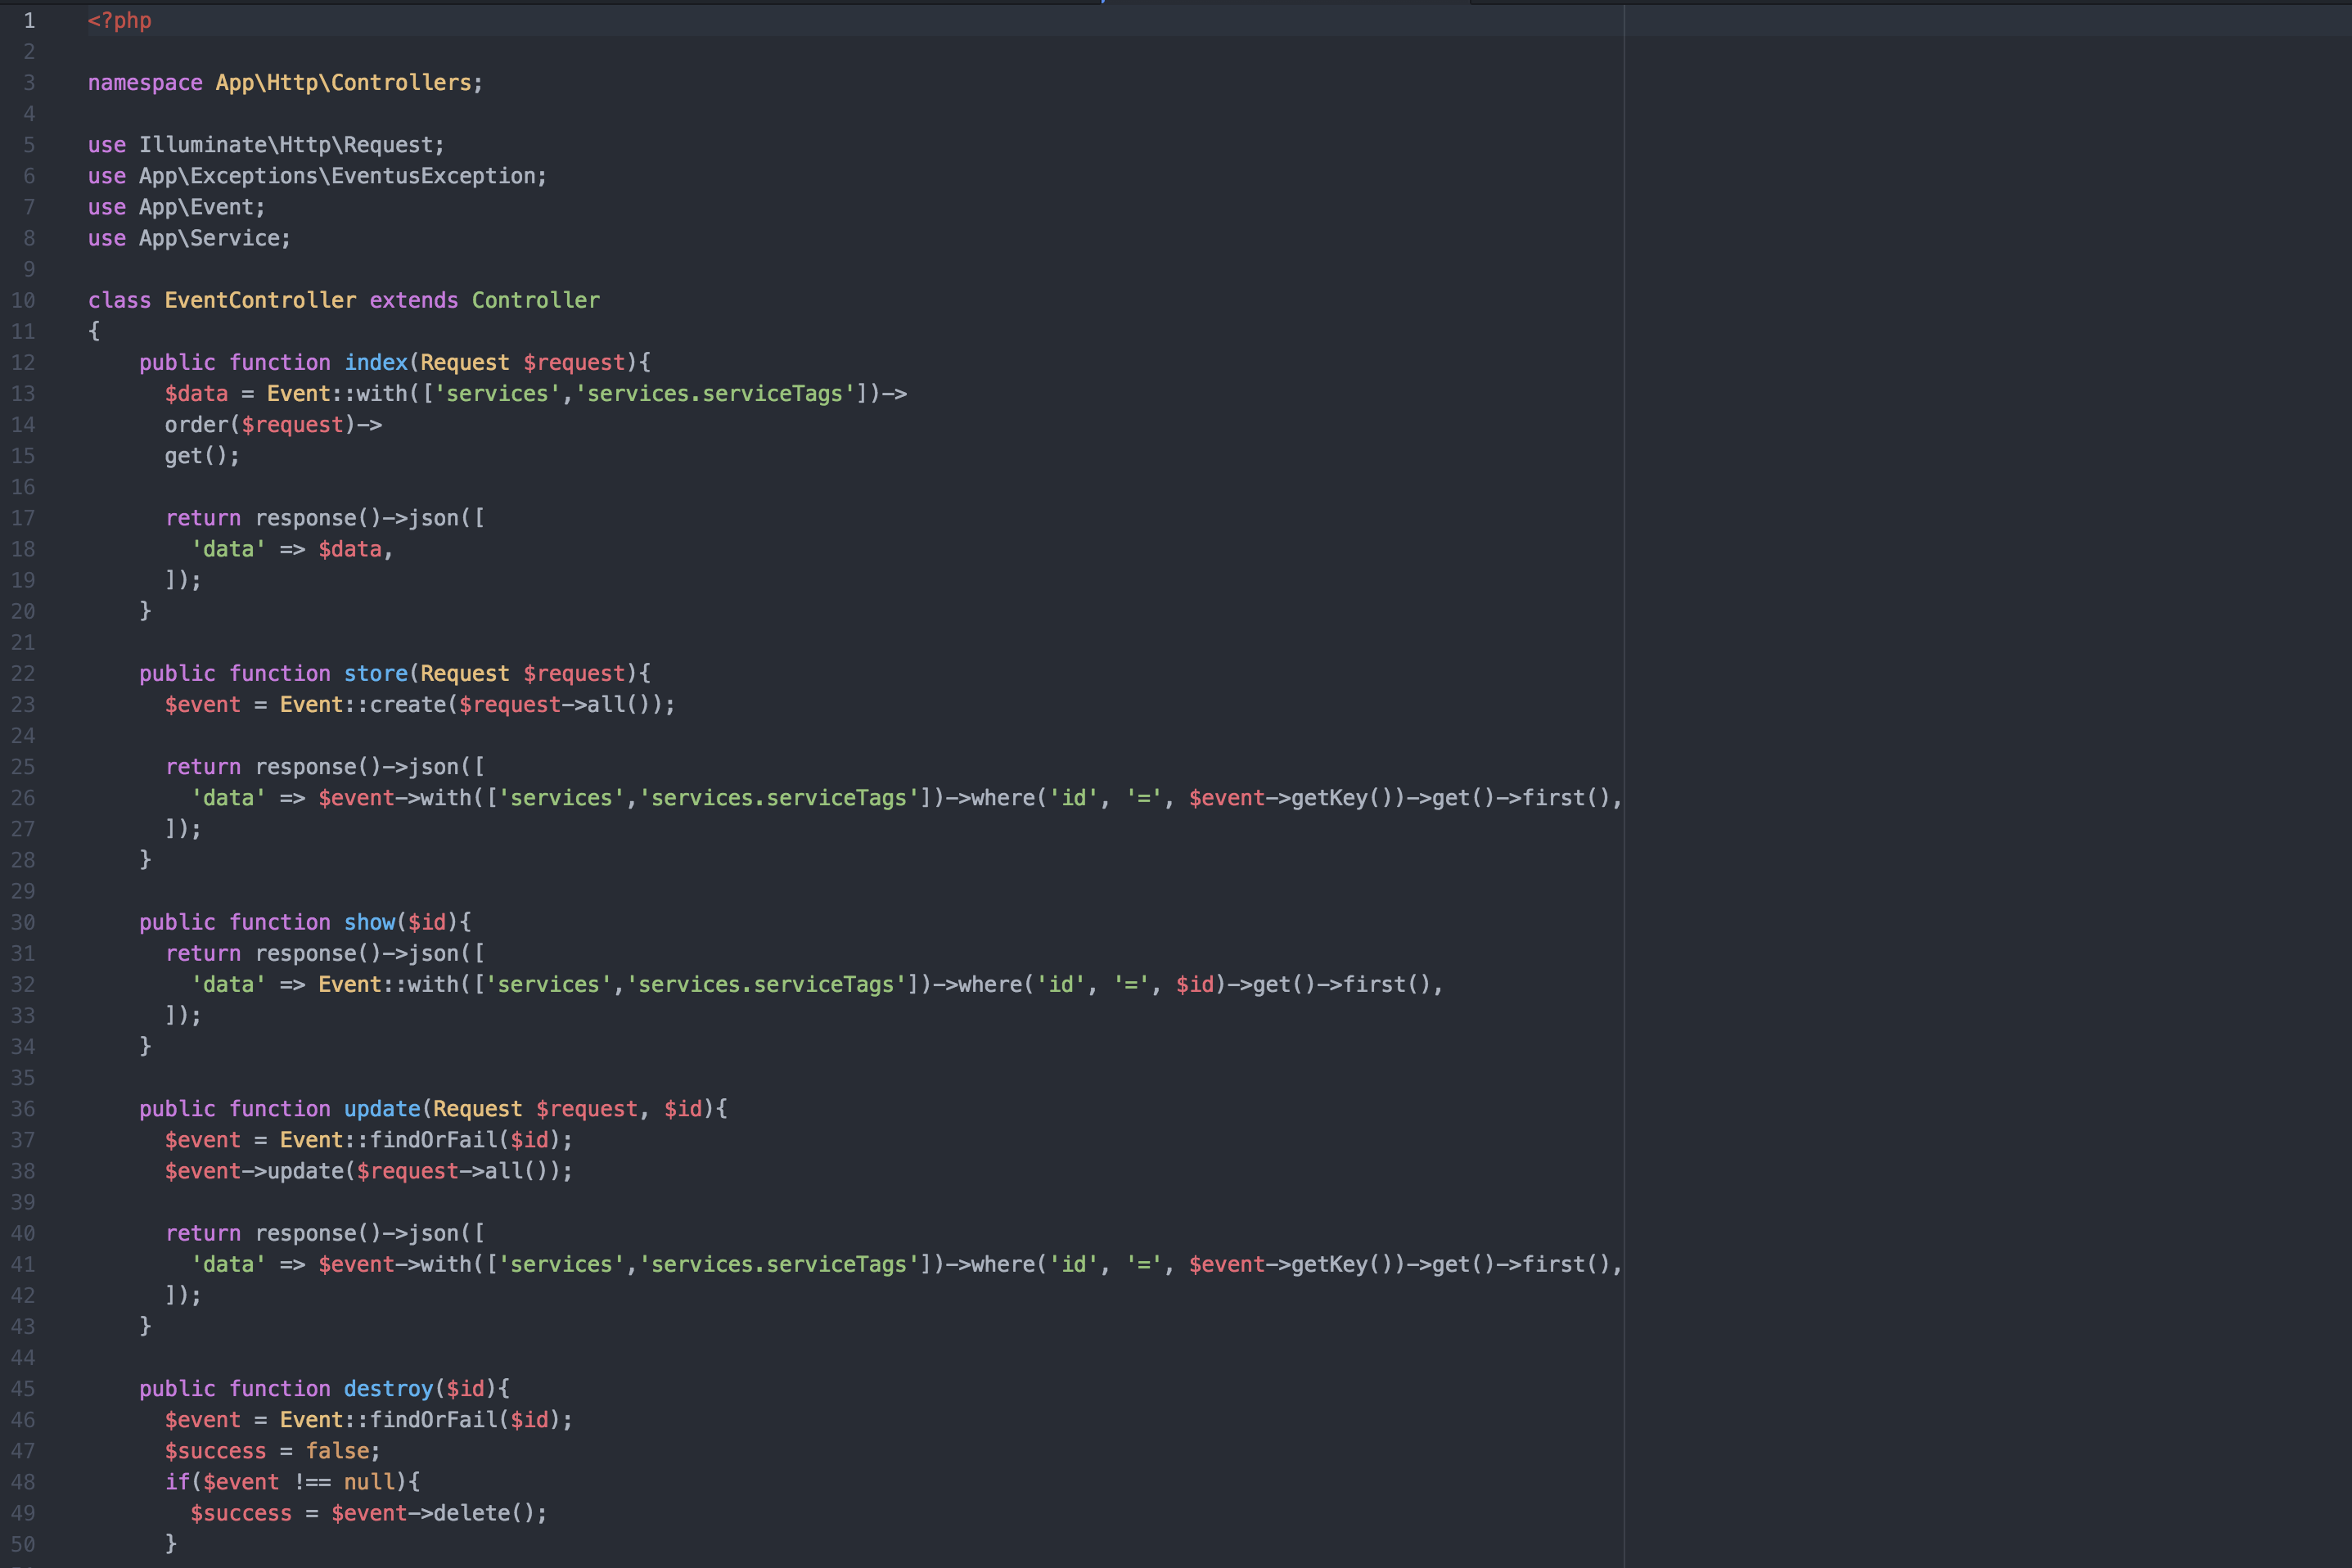 1 <?php
2
3 namespace App\Http\Controllers;
4
5 use Illuminate\Http\Request;
6 use App\Exceptions\EventusException;
7 use App\Event;
8 use App\Service;
9
10 class EventController extends Controller
11 {
12     public function index(Request $request){
13       $data = Event::with(['services','services.serviceTags'])->
14       order($request)->
15       get();
16
17       return response()->json([
18         'data' => $data,
19       ]);
20     }
21
22     public function store(Request $request){
23       $event = Event::create($request->all());
24
25       return response()->json([
26         'data' => $event->with(['services','services.serviceTags'])->where('id', '=', $event->getKey())->get()->first(),
27       ]);
28     }
29
30     public function show($id){
31       return response()->json([
32         'data' => Event::with(['services','services.serviceTags'])->where('id', '=', $id)->get()->first(),
33       ]);
34     }
35
36     public function update(Request $request, $id){
37       $event = Event::findOrFail($id);
38       $event->update($request->all());
39
40       return response()->json([
41         'data' => $event->with(['services','services.serviceTags'])->where('id', '=', $event->getKey())->get()->first(),
42       ]);
43     }
44
45     public function destroy($id){
46       $event = Event::findOrFail($id);
47       $success = false;
48       if($event !== null){
49         $success = $event->delete();
50       }